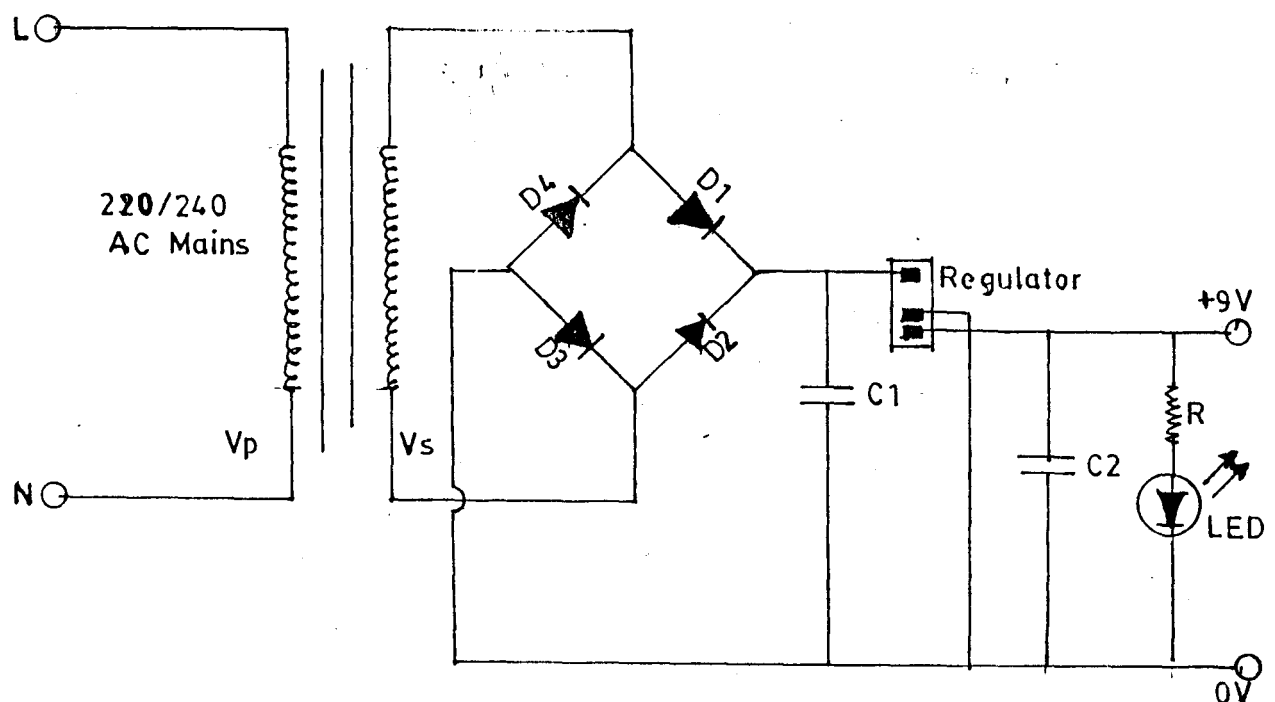 L
220/240
AC Mains
Vp
N
Vs
D4
D1
D3
D2
Regulator
C1
+9V
R
C2
LED
0V